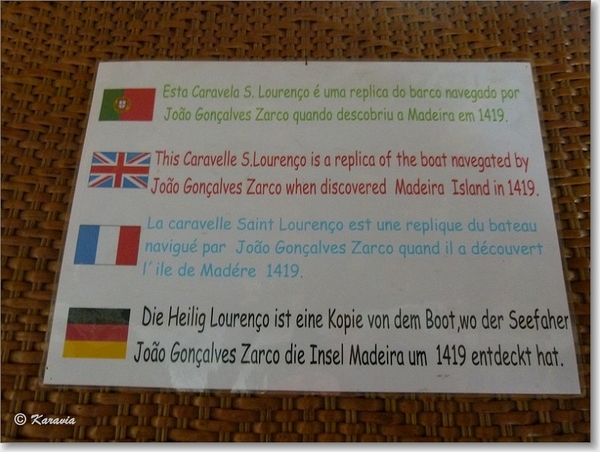 Esta Caravela S. Lourenço é uma replica do barco navegado por
João Gonçalves Zarco quando descobriu a Madeira em 1419.
This Caravelle S.Lourenço is a replica of the boat navegated by
João Gonçalves Zarco when discovered Madeira Island in 1419.
La caravelle Saint Lourenço est une replique du bateau
navigué par João Gonçalves Zarco quand il a découvert
l´ile de Madére 1419.
Die Heilig Lourenço ist eine Kopie von dem Boot,wo der Seefaher
João Gonçalves Zarco die Insel Madeira um 1419 entdeckt hat.
© Karavia